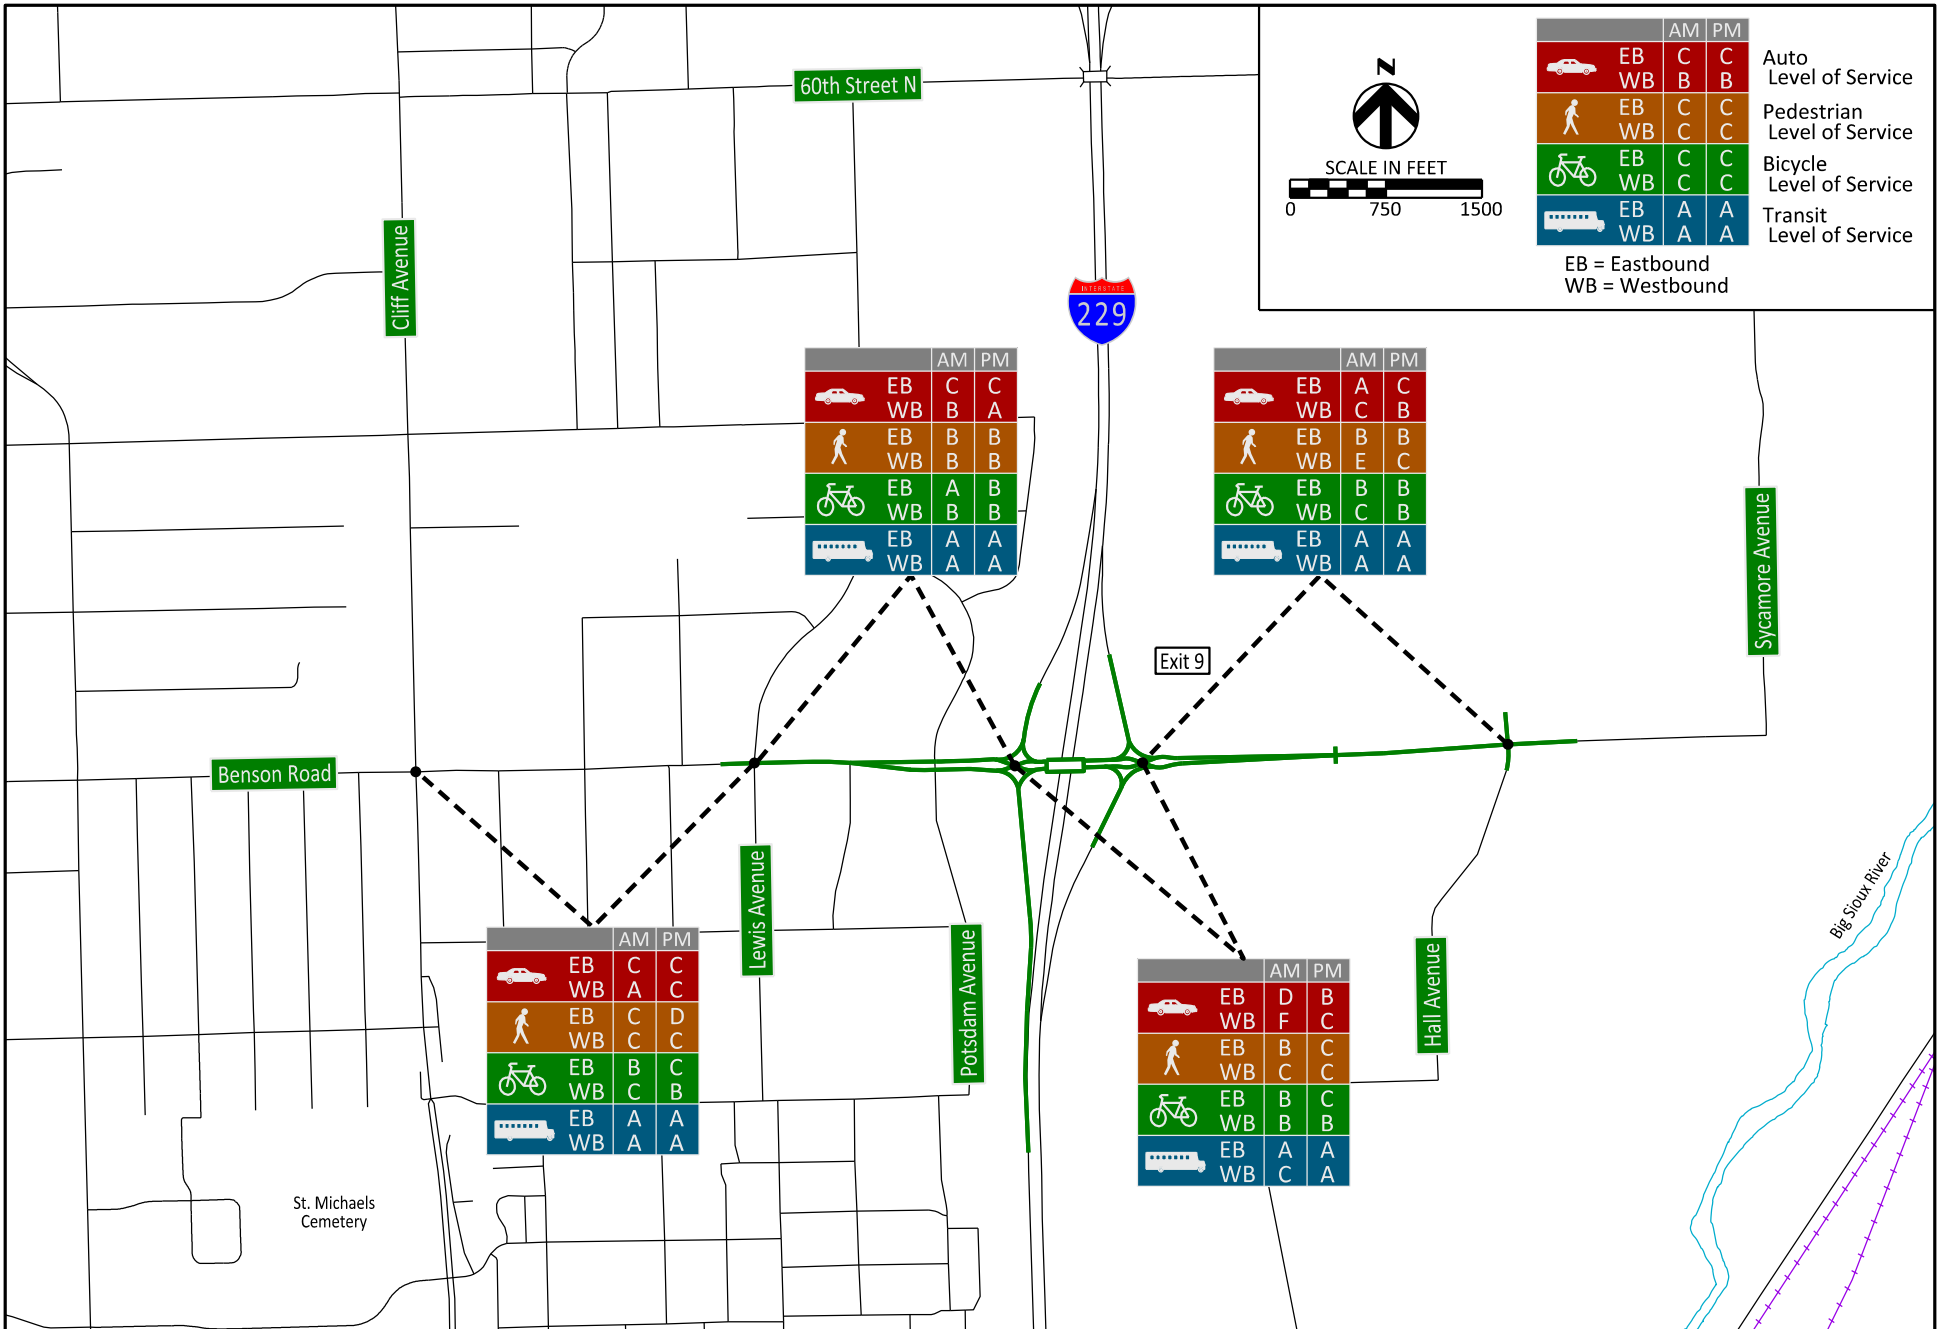 60th Street N
N
SCALE IN FEET
0 750 1500
AM PM
EB C C
WB B B
Auto
Level of Service
EB C C
WB C C
Pedestrian
Level of Service
EB C C
WB C C
Bicycle
Level of Service
EB A A
WB A A
Transit
Level of Service
EB = Eastbound
WB = Westbound
Cliff Avenue
INTERSTATE
229
AM PM
EB C C
WB B A
EB B B
WB B B
EB A B
WB B B
EB A A
WB A A
AM PM
EB A C
WB C B
EB B B
WB E C
EB B B
WB C B
EB A A
WB A A
Sycamore Avenue
Exit 9
Benson Road
Lewis Avenue
Potsdam Avenue
Hall Avenue
Big Sioux River
AM PM
EB C C
WB A C
EB C D
WB C C
EB B C
WB C B
EB A A
WB A A
AM PM
EB D B
WB F C
EB B C
WB C C
EB B C
WB B B
EB A A
WB C A
St. Michaels
Cemetery